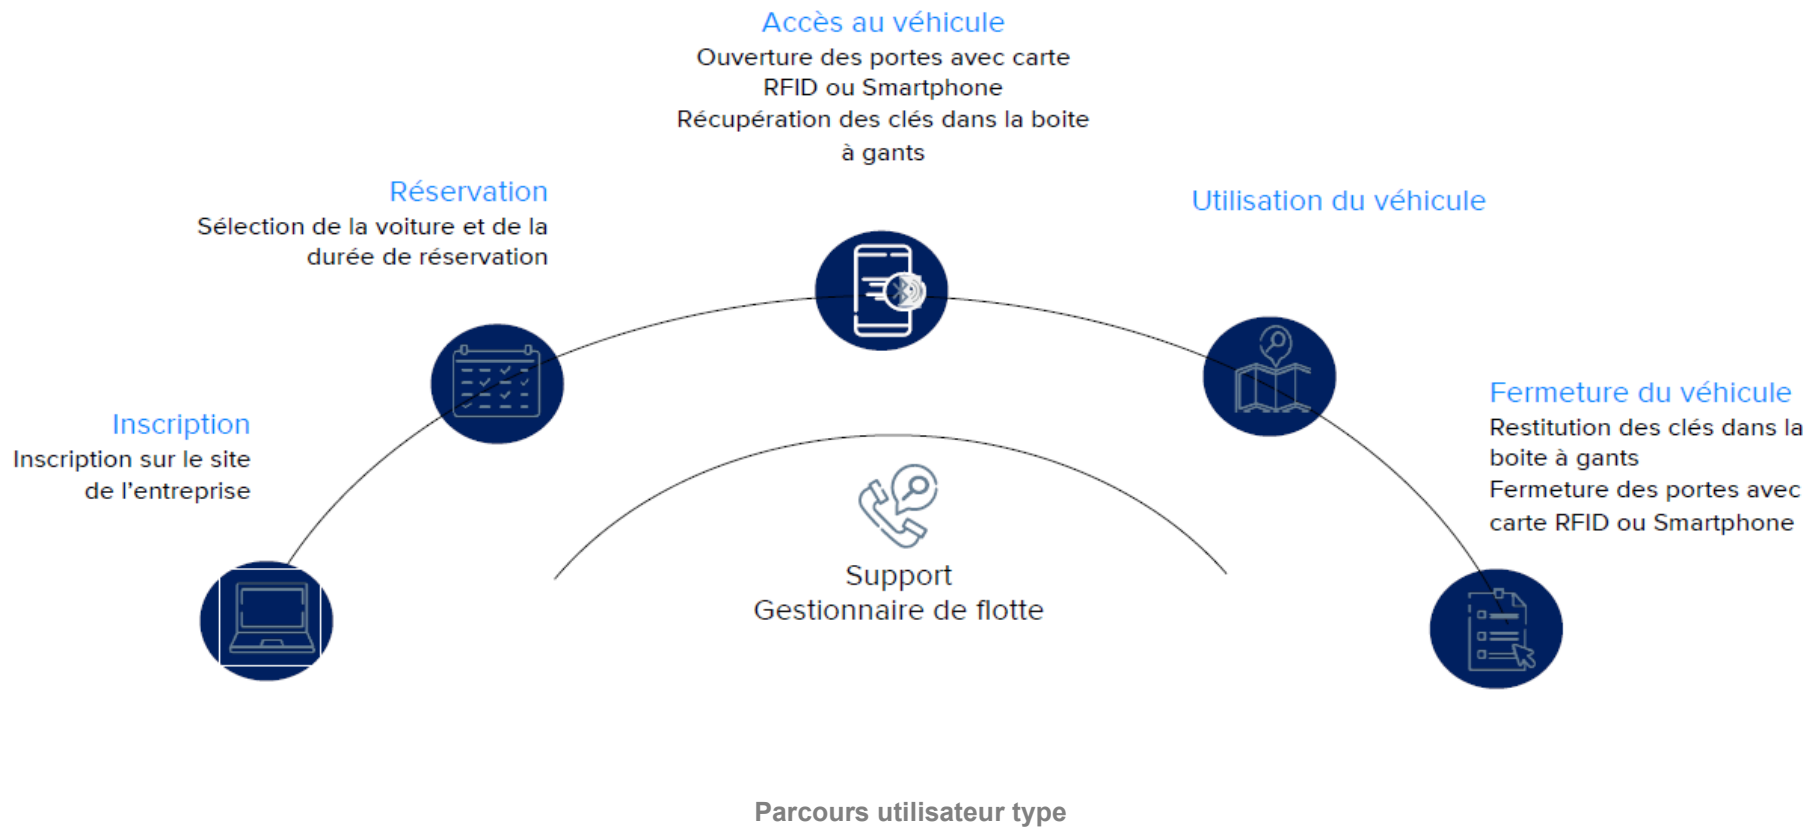 Accès au véhicule
Ouverture des portes avec carte
RFID ou Smartphone
Récupération des clés dans la boite
à gants
Réservation
Sélection de la voiture et de la
durée de réservation
Utilisation du véhicule
Inscription
Inscription sur le site
de l'entreprise
Fermeture du véhicule
Restitution des clés dans la
boite à gants
Fermeture des portes avec
carte RFID ou Smartphone
Support
Gestionnaire de flotte
Parcours utilisateur type